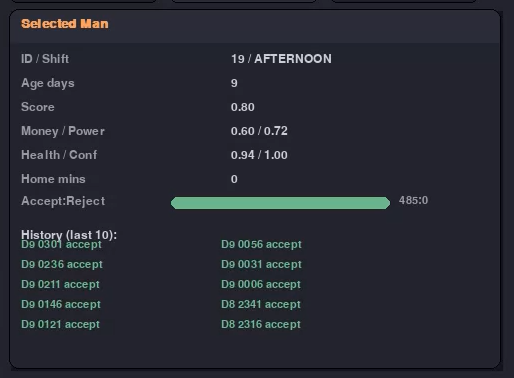 Selected Man
ID / Shift 19 / AFTERNOON
Age days 9
Score 0.80
Money / Power 0.60 / 0.72
Health / Conf 0.94 / 1.00
Home mins 0
Accept:Reject 485:0
History (last 10):
D9 0301 accept D9 0056 accept
D9 0236 accept D9 0031 accept
D9 0211 accept D9 0006 accept
D9 0146 accept D8 2341 accept
D9 0121 accept D8 2316 accept